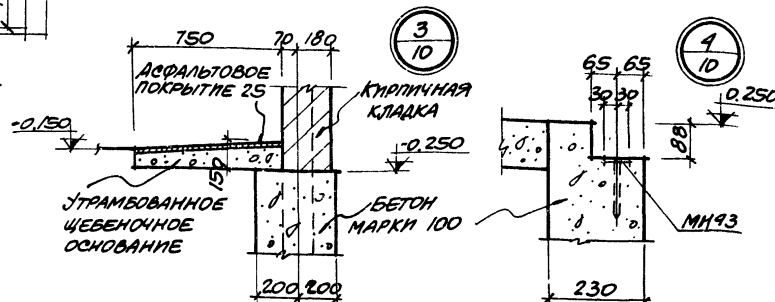 750
70
180
3
10
АСФАЛЬТОВОЕ
ПОКРЫТИЕ 25
КИРПИЧНАЯ
КЛАДКА
-0.150
-0.250
150
УТРАМБОВАННОЕ
ЩЕБЕНОЧНОЕ
ОСНОВАНИЕ
БЕТОН
МАРКИ 100
200
200
4
10
65
65
30
30
0.250
88
МН93
230